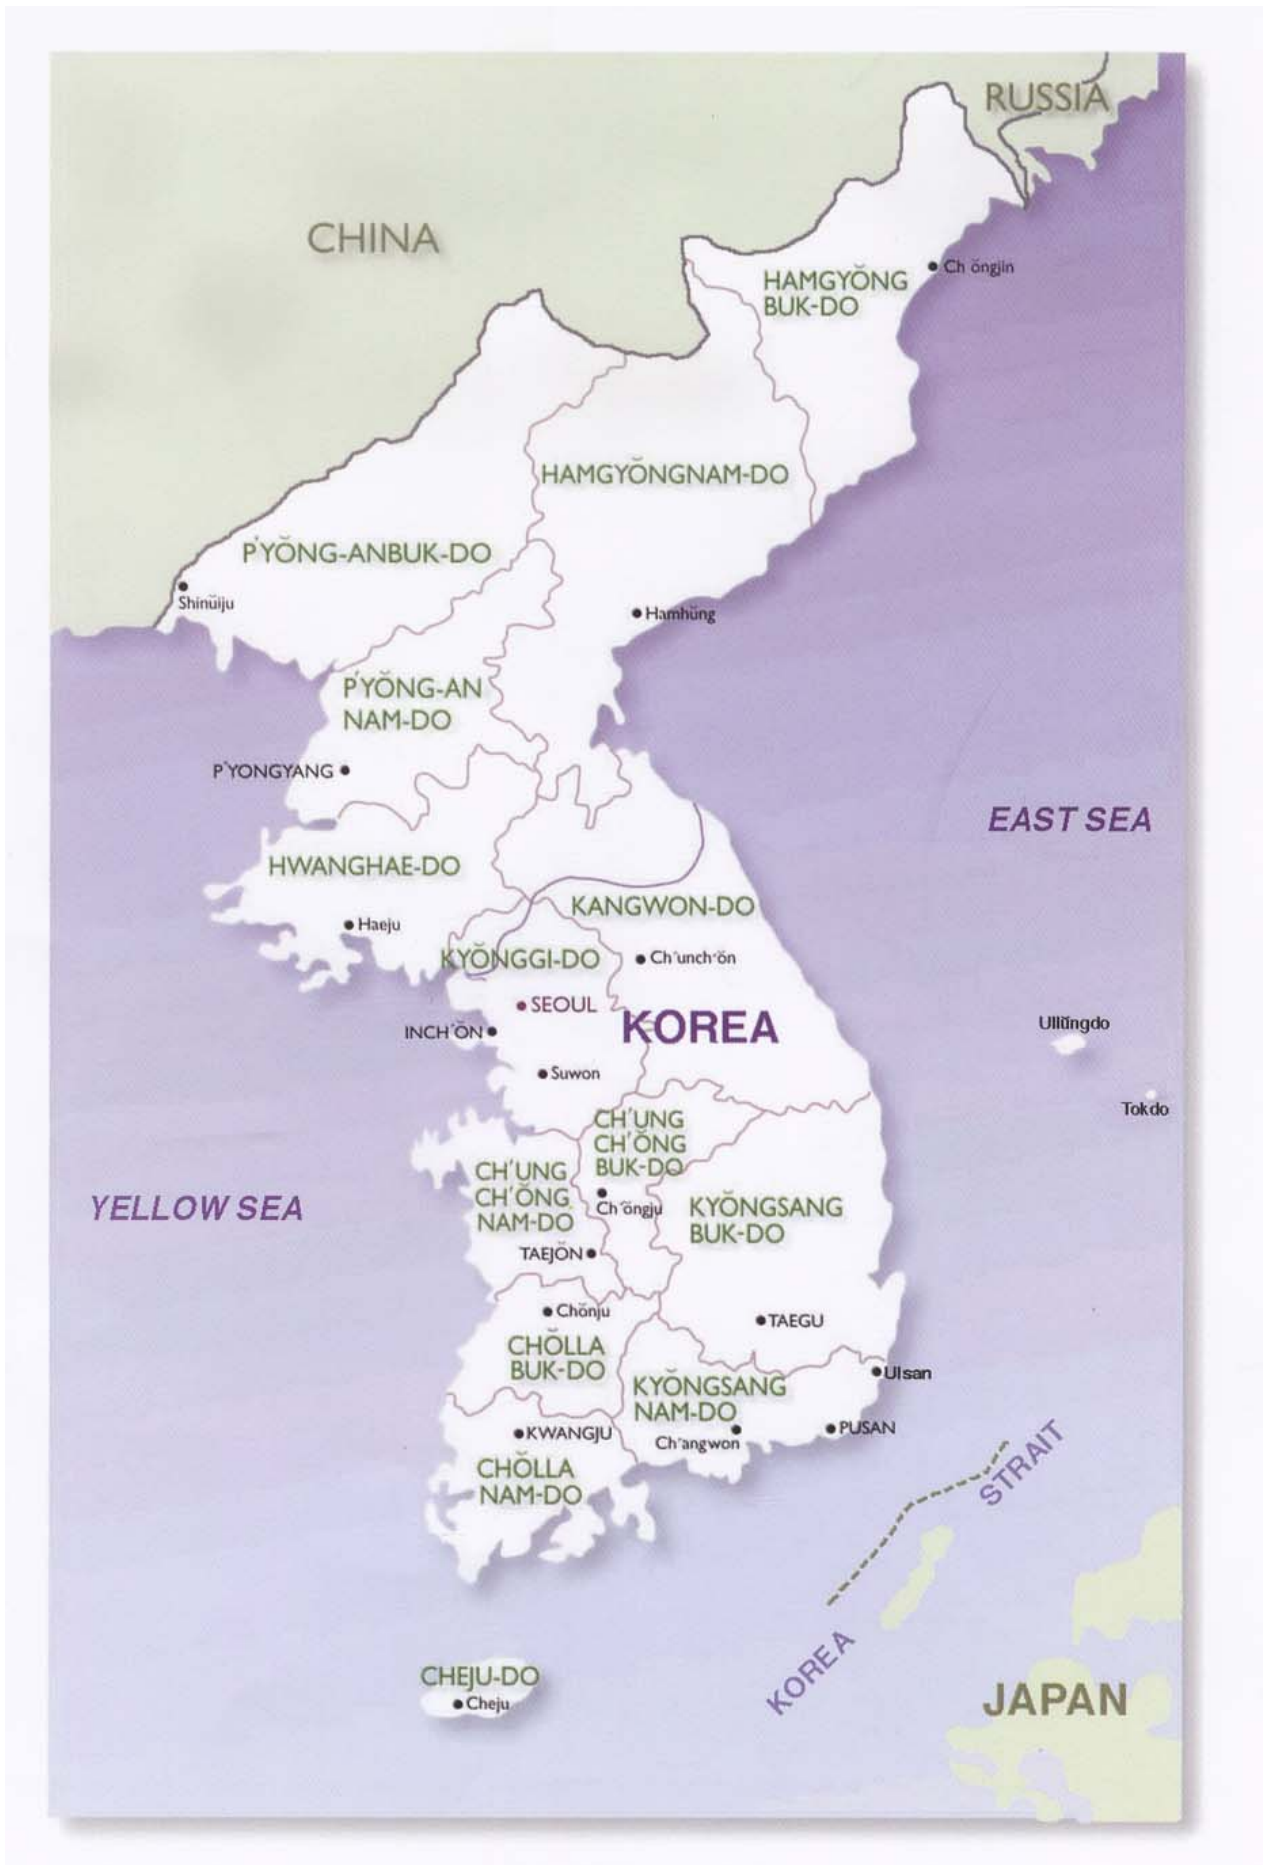 RUSSIA
CHINA
Ch ŏngjin
HAMGYŎNG
BUK-DO
HAMGYŎNGNAM-DO
P'YŎNG-ANBUK-DO
Shinŭiju
Hamhŭng
P'YŎNG-AN
NAM-DO
P'YONGYANG
EAST SEA
HWANGHAE-DO
KANGWON-DO
Haeju
KYŎNGGI-DO
Ch'unch'ŏn
SEOUL
KOREA
INCH'ŎN
Ullŭngdo
Suwon
Tokdo
CH'UNG
CH'ŎNG
BUK-DO
CH'UNG
CH'ŎNG
NAM-DO
Ch'ŏngju
YELLOW SEA
KYŎNGSANG
BUK-DO
TAEJŎN
Chŏnju
TAEGU
CHŎLLA
BUK-DO
Ulsan
KYŎNGSANG
NAM-DO
KWANGJU
PUSAN
Ch'angwon
CHŎLLA
NAM-DO
KOREA STRAIT
CHEJU-DO
Cheju
JAPAN